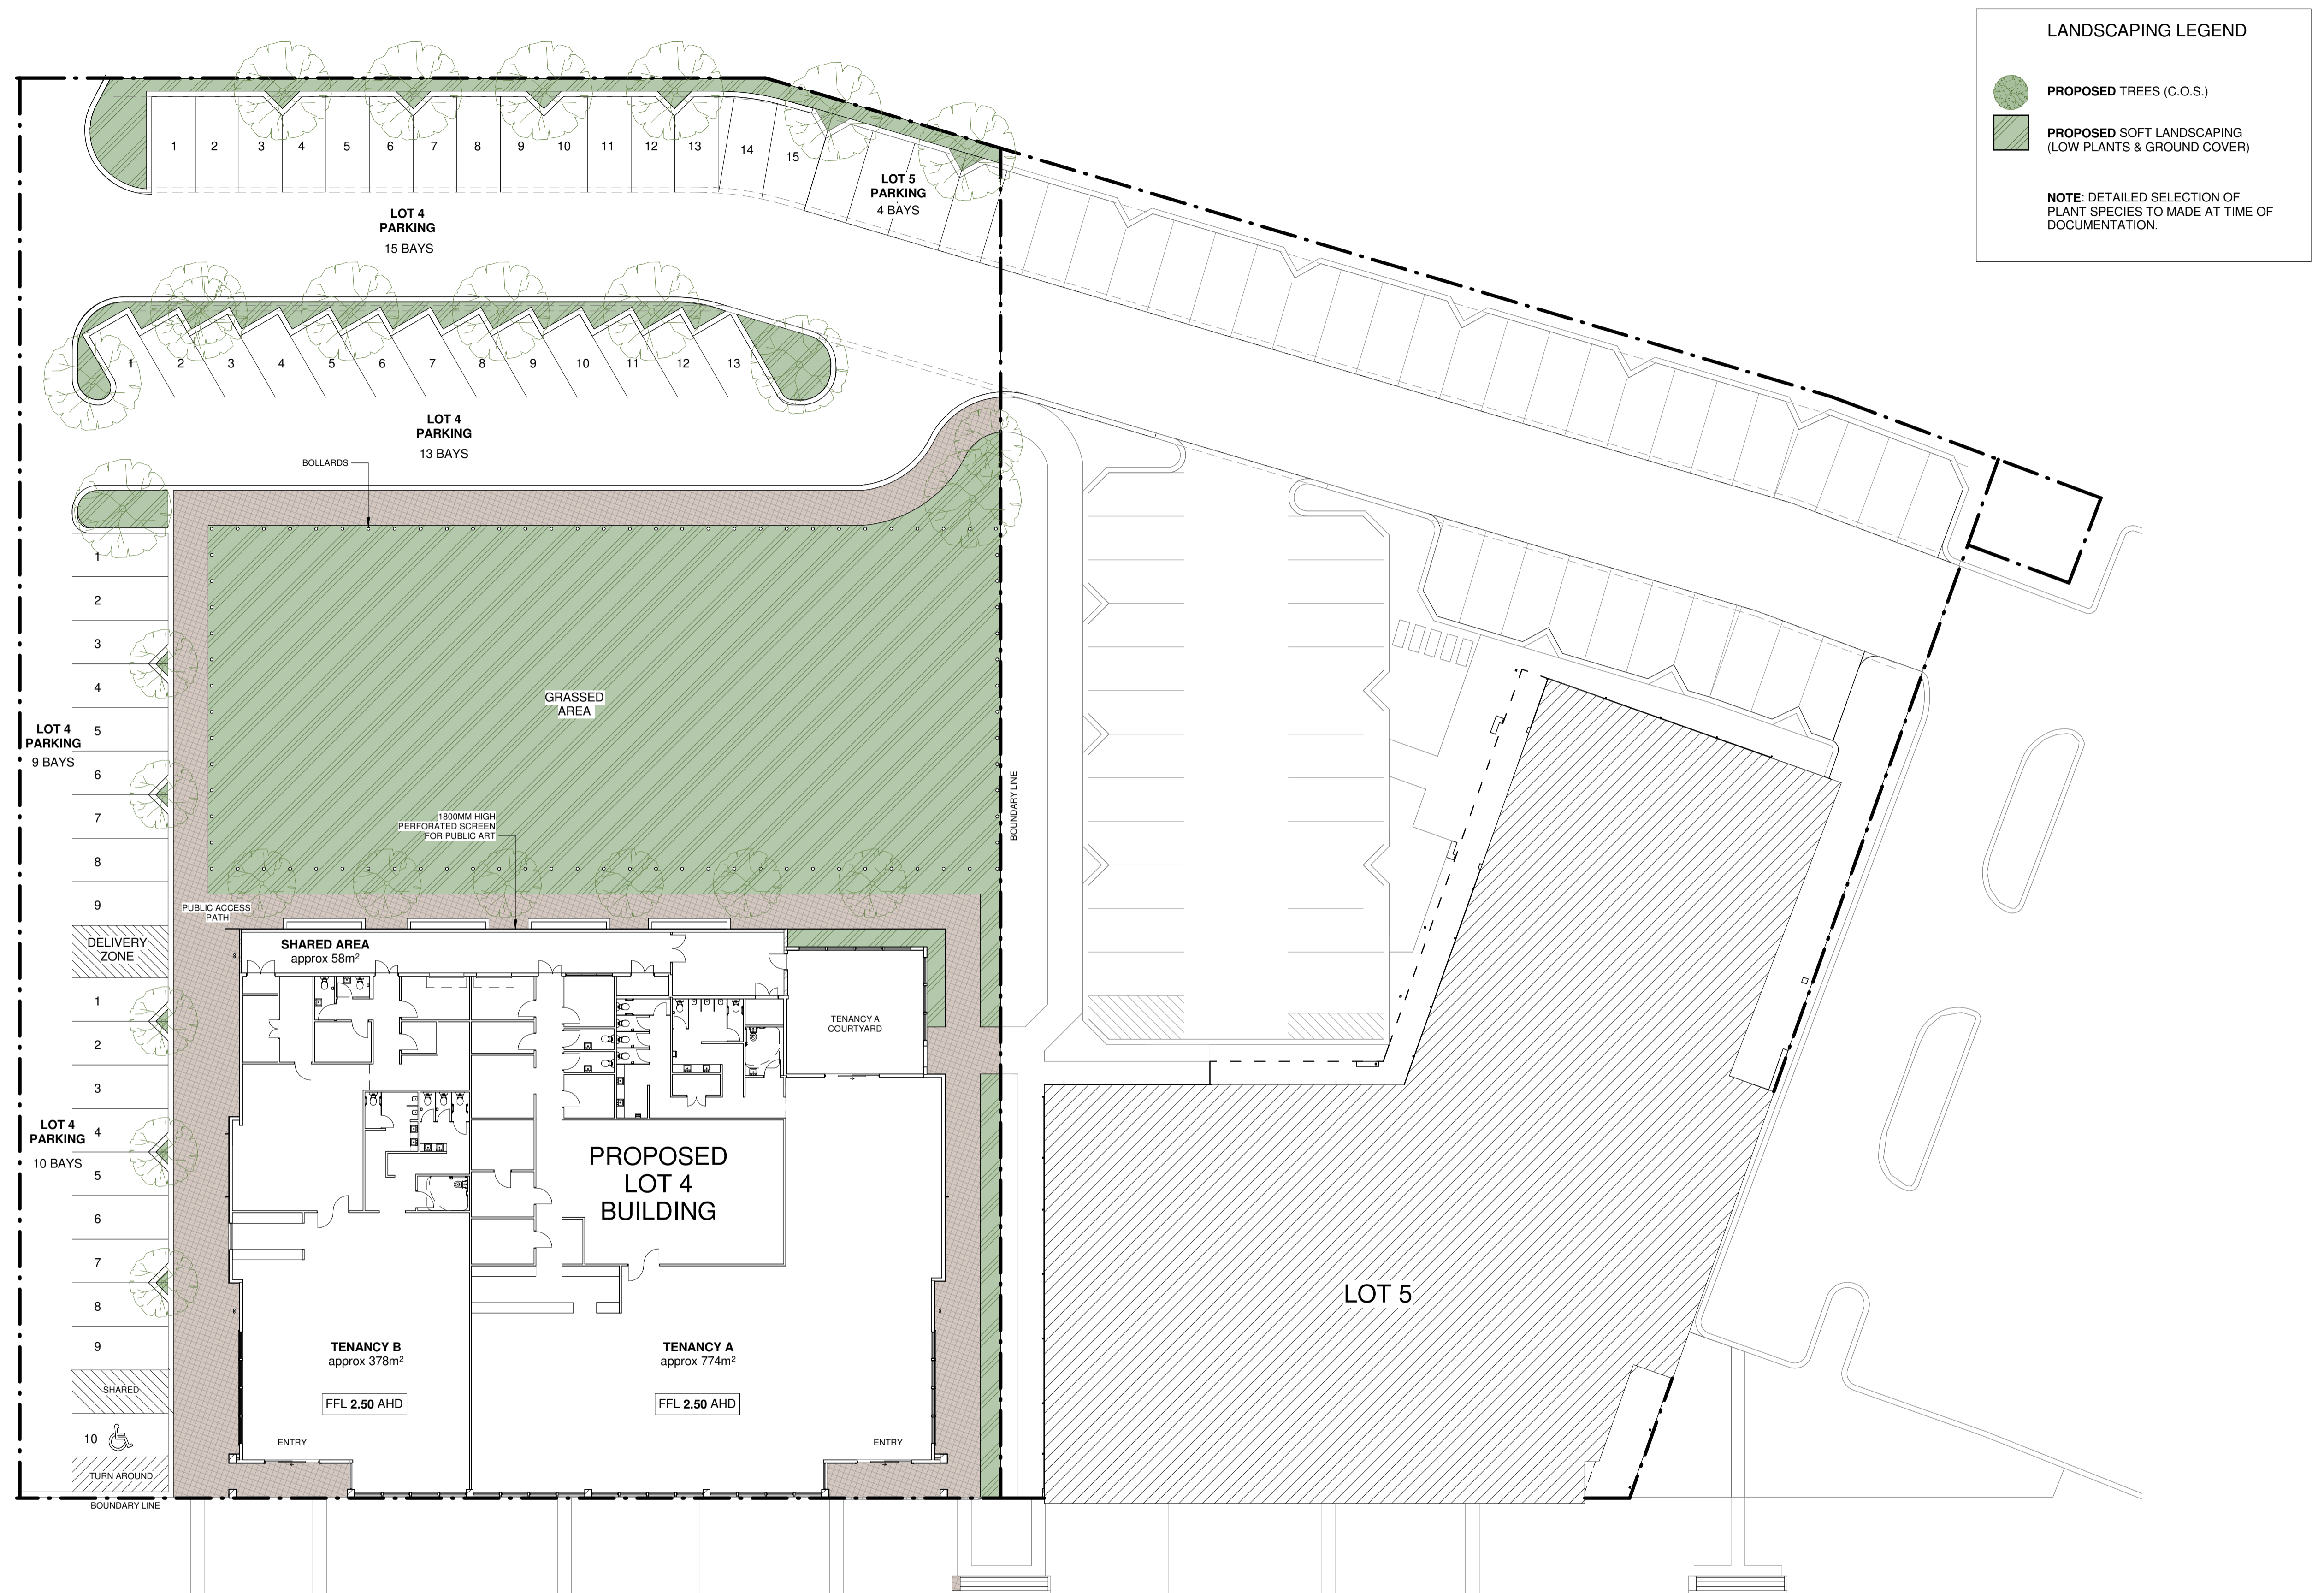 LANDSCAPING LEGEND
PROPOSED TREES (C.O.S.)
PROPOSED SOFT LANDSCAPING
(LOW PLANTS & GROUND COVER)
NOTE: DETAILED SELECTION OF
PLANT SPECIES TO MADE AT TIME OF
DOCUMENTATION.
1 2 3 4 5 6 7 8 9 10 11 12 13 14 15
LOT 5
PARKING
4 BAYS
LOT 4
PARKING
15 BAYS
1 2 3 4 5 6 7 8 9 10 11 12 13
LOT 4
PARKING
13 BAYS
BOLLARDS
1
2
3
4
5
6
7
8
9
LOT 4
PARKING
9 BAYS
GRASSED
AREA
BOUNDARY LINE
1800MM HIGH
PERFORATED SCREEN
FOR PUBLIC ART
PUBLIC ACCESS
PATH
DELIVERY
ZONE
SHARED AREA
approx 58m²
TENANCY A
COURTYARD
1
2
3
4
5
6
7
8
9
LOT 4
PARKING
10 BAYS
PROPOSED
LOT 4
BUILDING
LOT 5
TENANCY B
approx 378m²
TENANCY A
approx 774m²
SHARED
FFL 2.50 AHD
FFL 2.50 AHD
10
ENTRY
ENTRY
TURN AROUND
BOUNDARY LINE